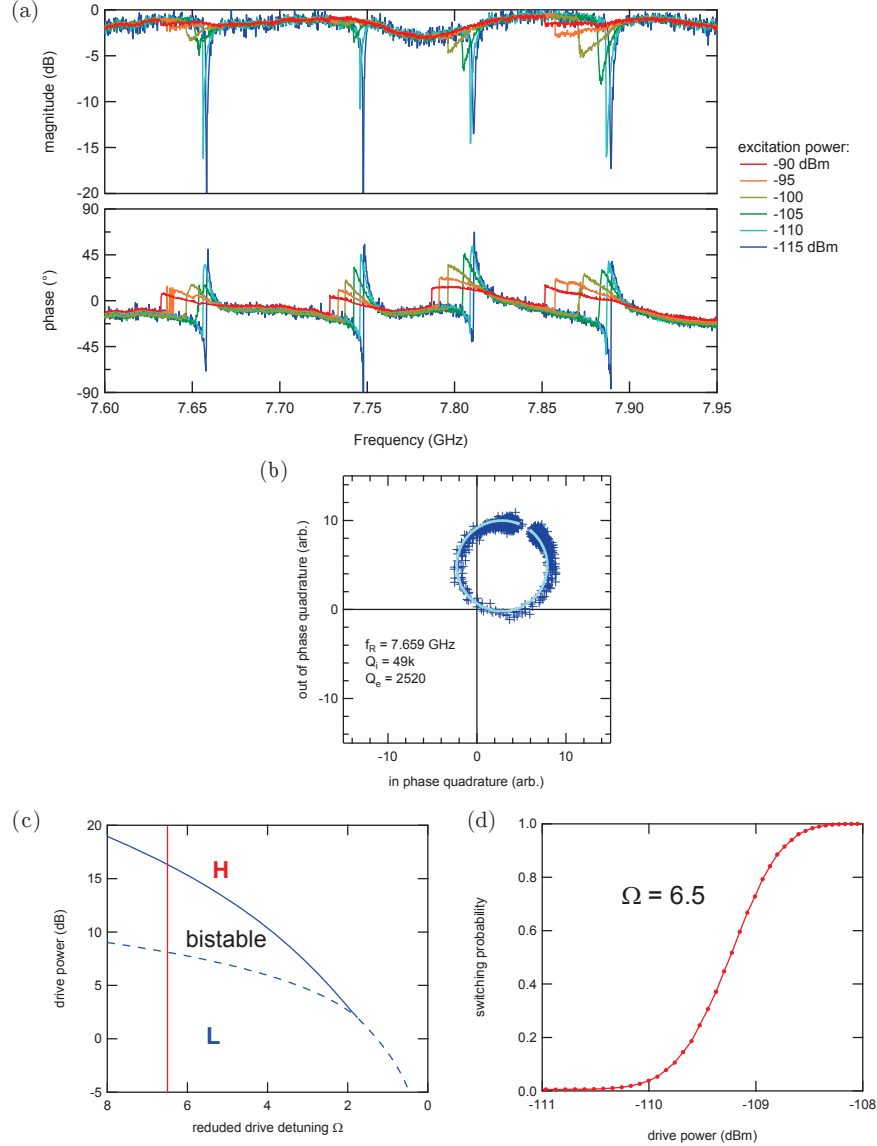 (a)
0
-5
-10
-15
-20
magnitude (dB)
90
45
0
-45
-90
phase (°)
7.60
7.65
7.70
7.75
7.80
7.85
7.90
7.95
Frequency (GHz)
excitation power:
-90 dBm
-95
-100
-105
-110
-115 dBm
(b)
10
0
-10
out of phase quadrature (arb.)
f_R = 7.659 GHz
Q_i = 49k
Q_e = 2520
-10
0
10
in phase quadrature (arb.)
(c)
20
15
10
5
0
-5
drive power (dB)
H
bistable
L
8
6
4
2
0
reduded drive detuning Ω
(d)
1.0
0.8
0.6
0.4
0.2
0.0
switching probability
Ω = 6.5
-111
-110
-109
-108
drive power (dBm)